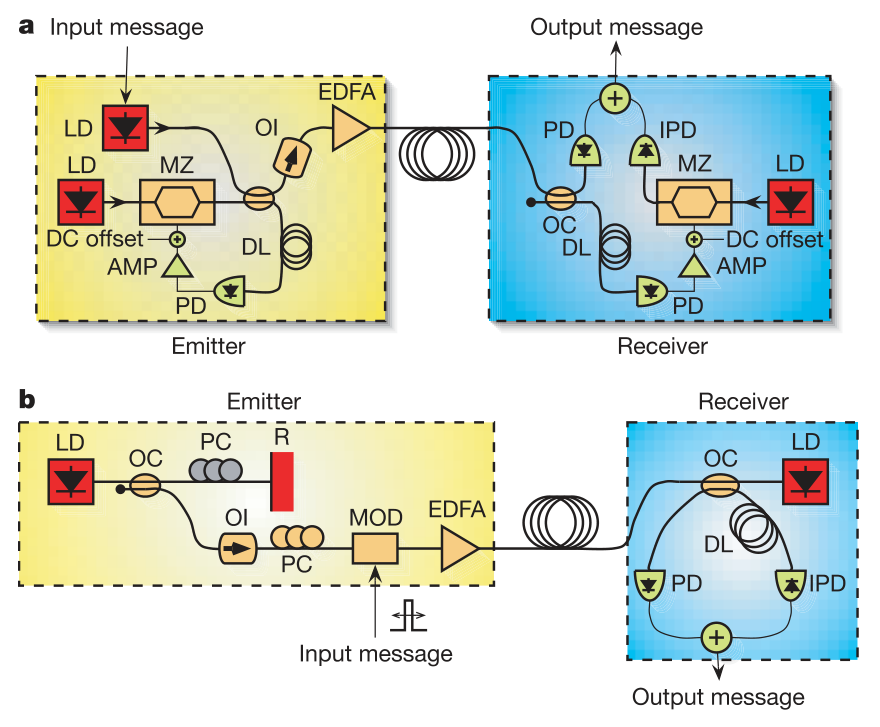 a Input message Output message
EDFA
LD OI PD IPD
LD MZ MZ LD
OC
DC offset DL DL DC offset
AMP AMP
PD PD
Emitter Receiver
b Emitter Receiver
LD OC PC R OC LD
OI PC MOD EDFA DL
PD IPD
Input message
Output message